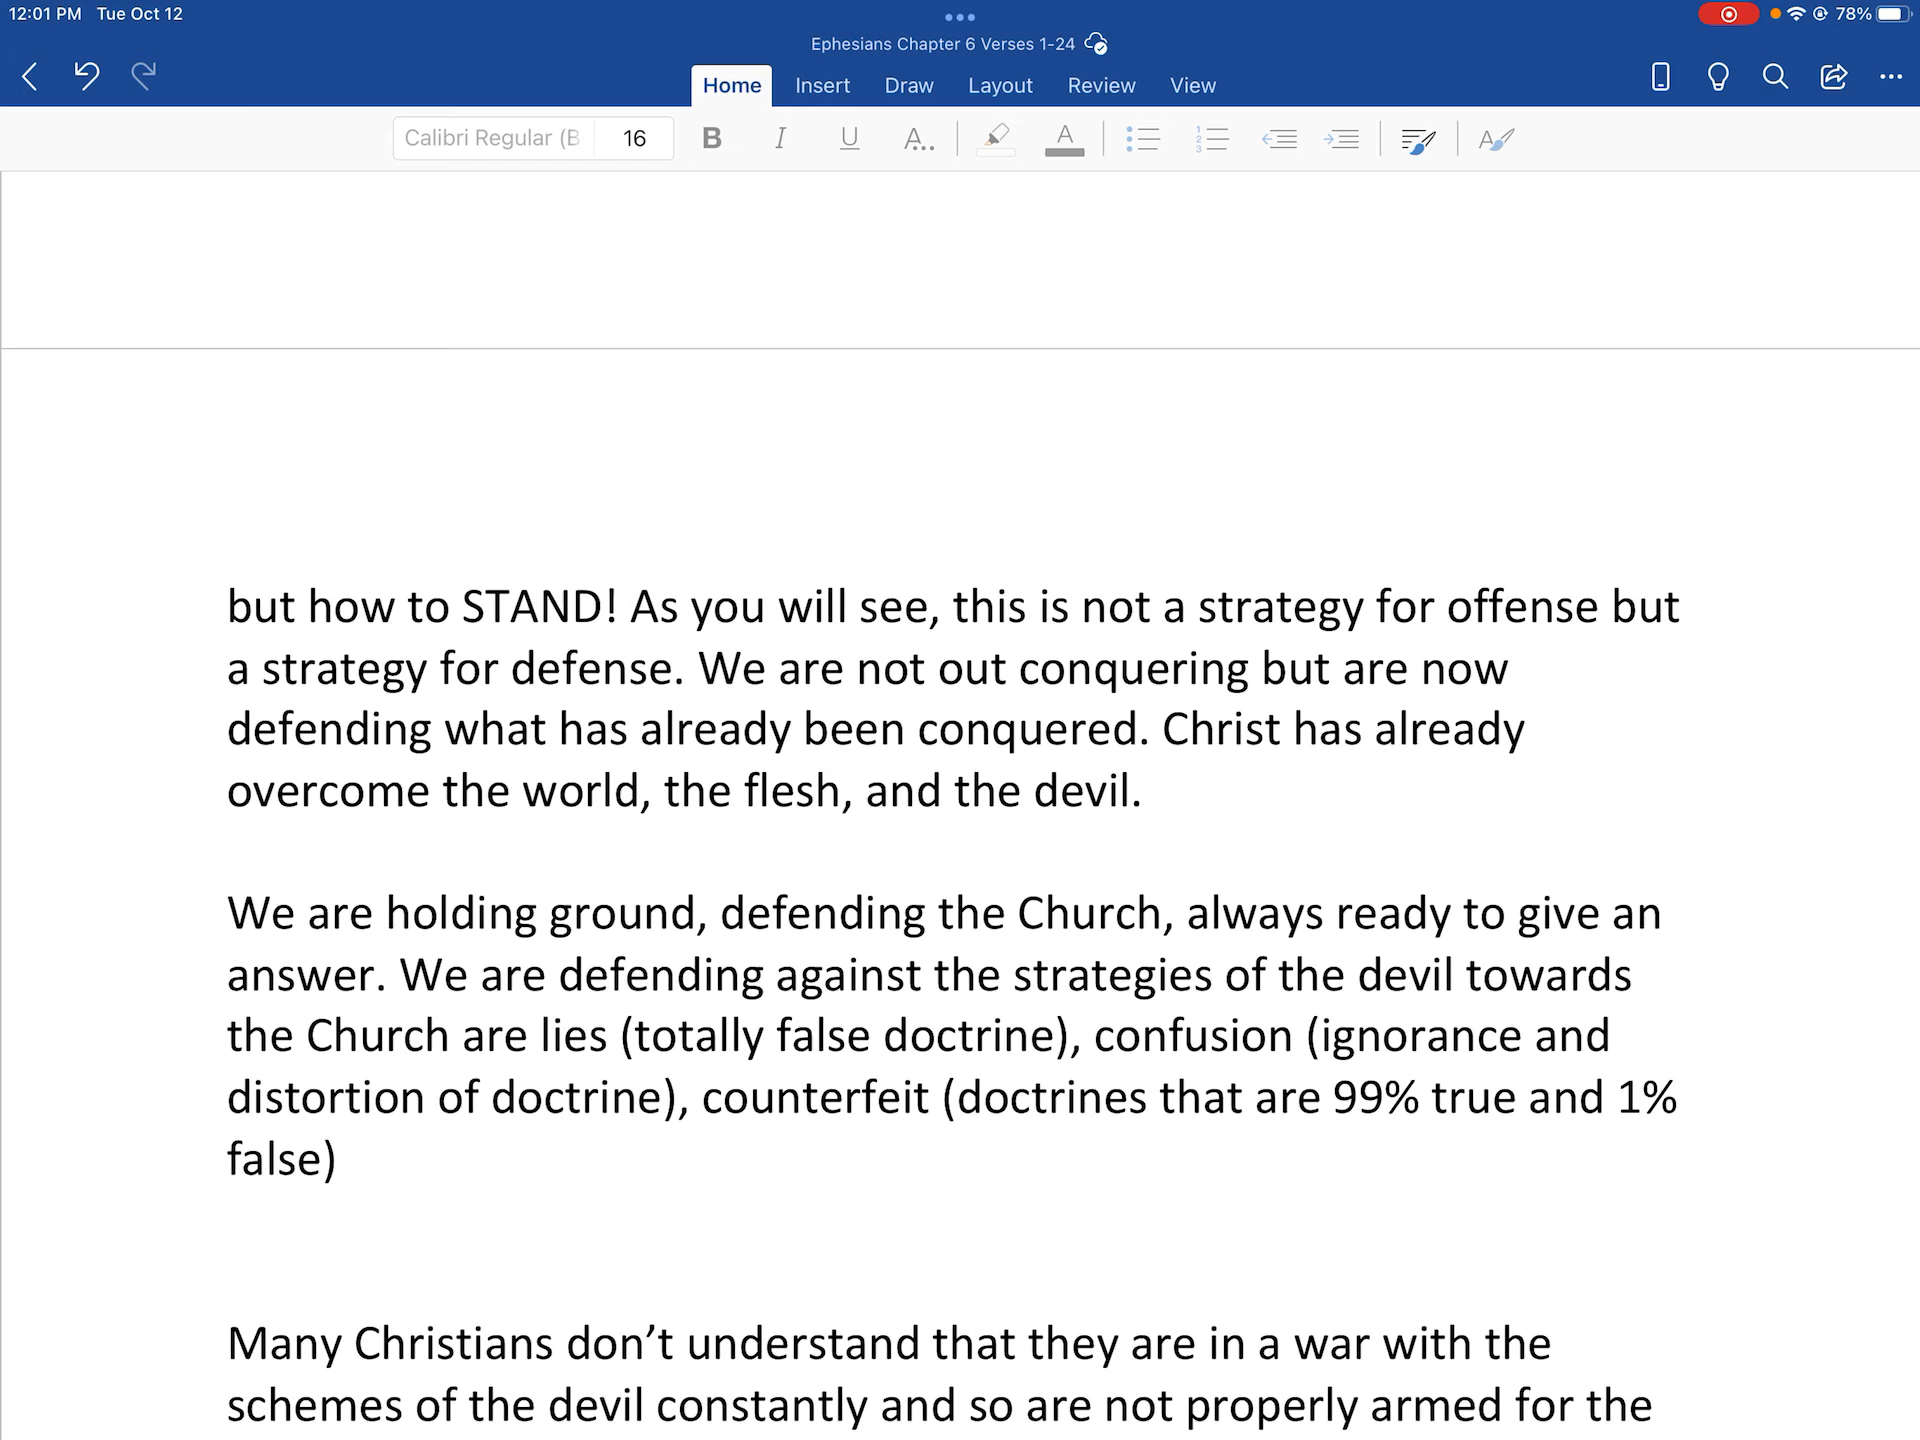 12:01 PM Tue Oct 12
78%
Ephesians Chapter 6 Verses 1-24
Home Insert Draw Layout Review View
Calibri Regular (B 16 B I U A.. A
but how to STAND! As you will see, this is not a strategy for offense but
a strategy for defense. We are not out conquering but are now
defending what has already been conquered. Christ has already
overcome the world, the flesh, and the devil.
We are holding ground, defending the Church, always ready to give an
answer. We are defending against the strategies of the devil towards
the Church are lies (totally false doctrine), confusion (ignorance and
distortion of doctrine), counterfeit (doctrines that are 99% true and 1%
false)
Many Christians don’t understand that they are in a war with the
schemes of the devil constantly and so are not properly armed for the